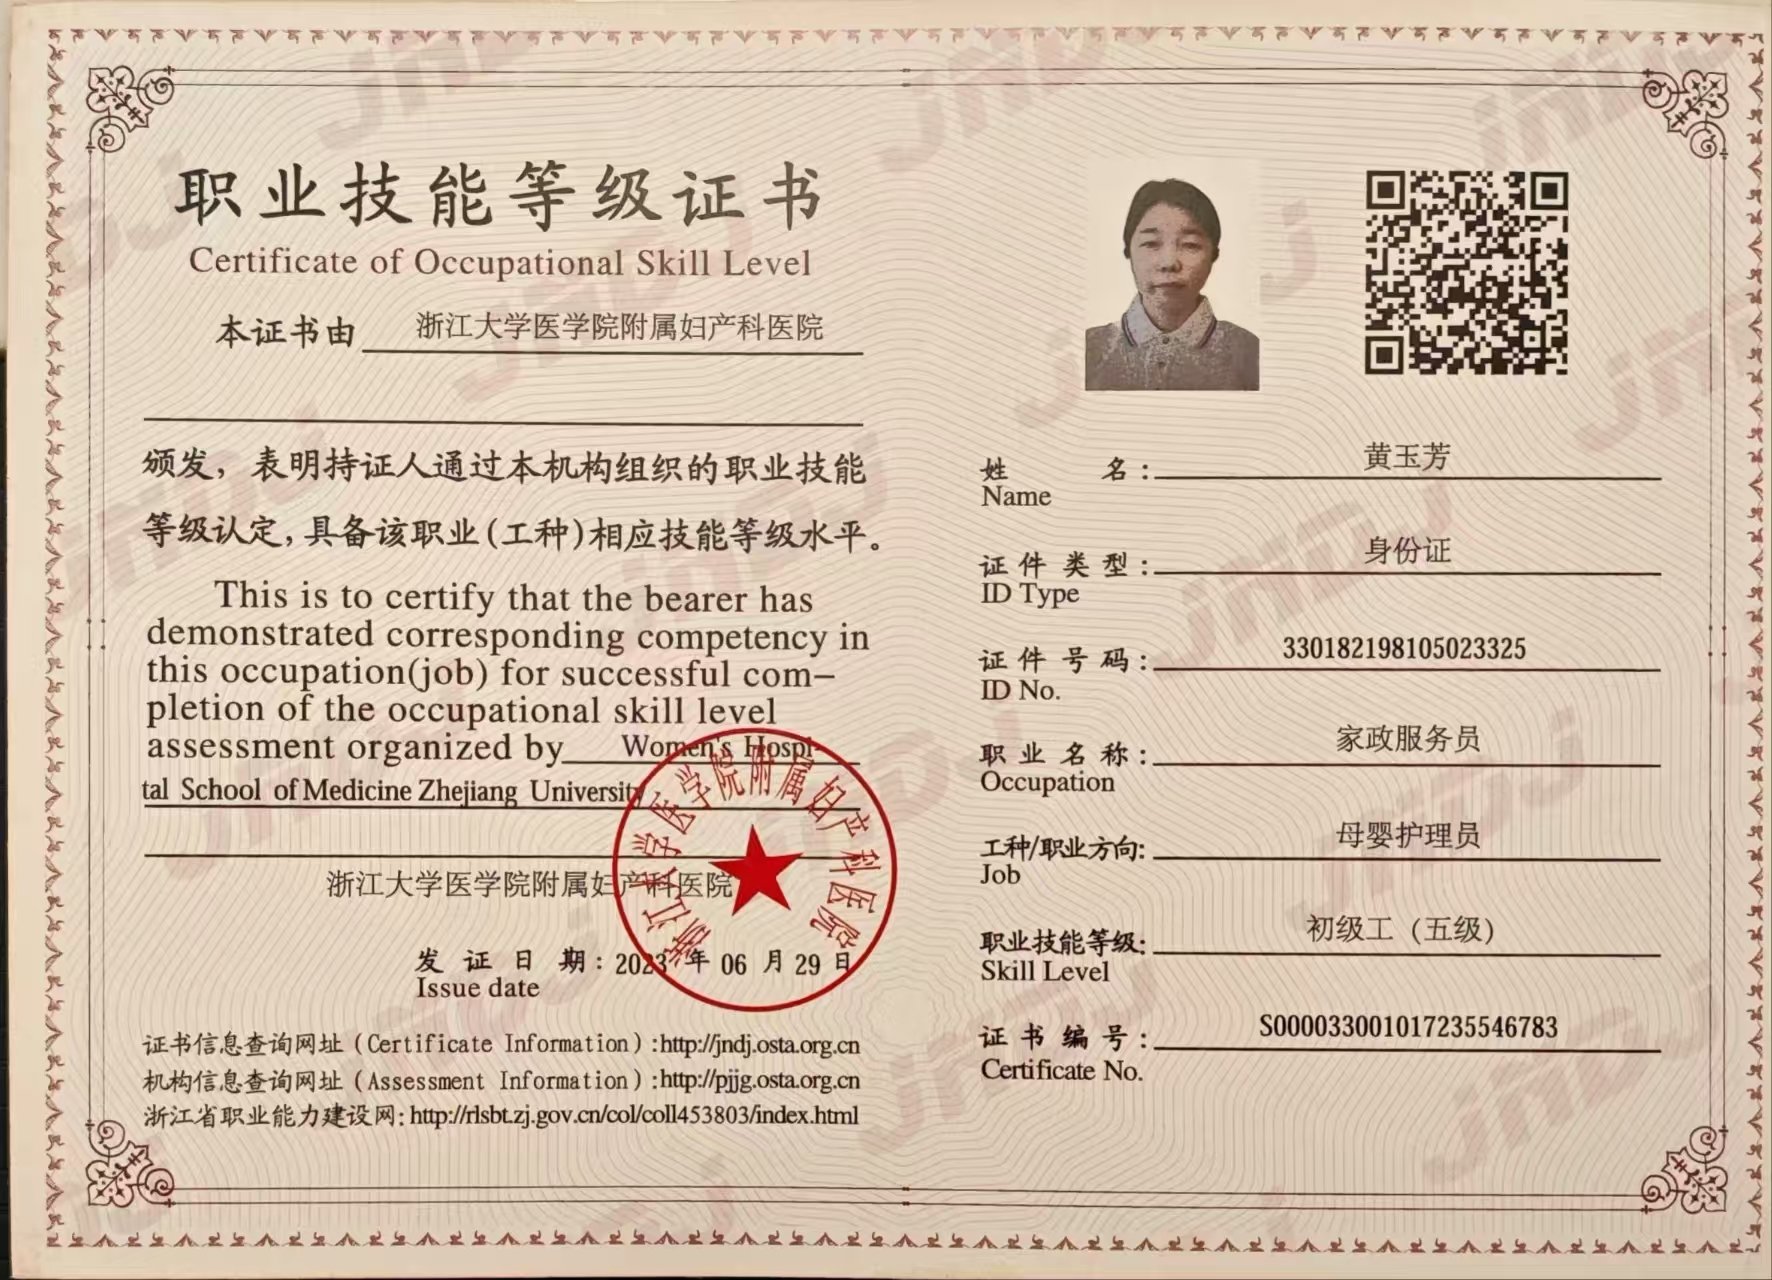 职业技能等级证书
Certificate of Occupational Skill Level
本证书由 浙江大学医学院附属妇产科医院
颁发，表明持证人通过本机构组织的职业技能
等级认定，具备该职业（工种）相应技能等级水平。
This is to certify that the bearer has
demonstrated corresponding competency in
this occupation(job) for successful com-
pletion of the occupational skill level
assessment organized by Women's Hospi-
tal School of Medicine Zhejiang University
浙江大学医学院附属妇产科医院
浙江大学医学院附属妇产科医院
发证日期：2023 年 06 月 29 日
Issue date
证书信息查询网址（Certificate Information）:http://jndj.osta.org.cn
机构信息查询网址（Assessment Information）:http://pjjg.osta.org.cn
浙江省职业能力建设网：http://rlsbt.zj.gov.cn/col/coll453803/index.html
姓名：黄玉芳
Name
证件类型：身份证
ID Type
证件号码：330182198105023325
ID No.
职业名称：家政服务员
Occupation
工种/职业方向：母婴护理员
Job
职业技能等级：初级工（五级）
Skill Level
证书编号：S000033001017235546783
Certificate No.
JNDJ